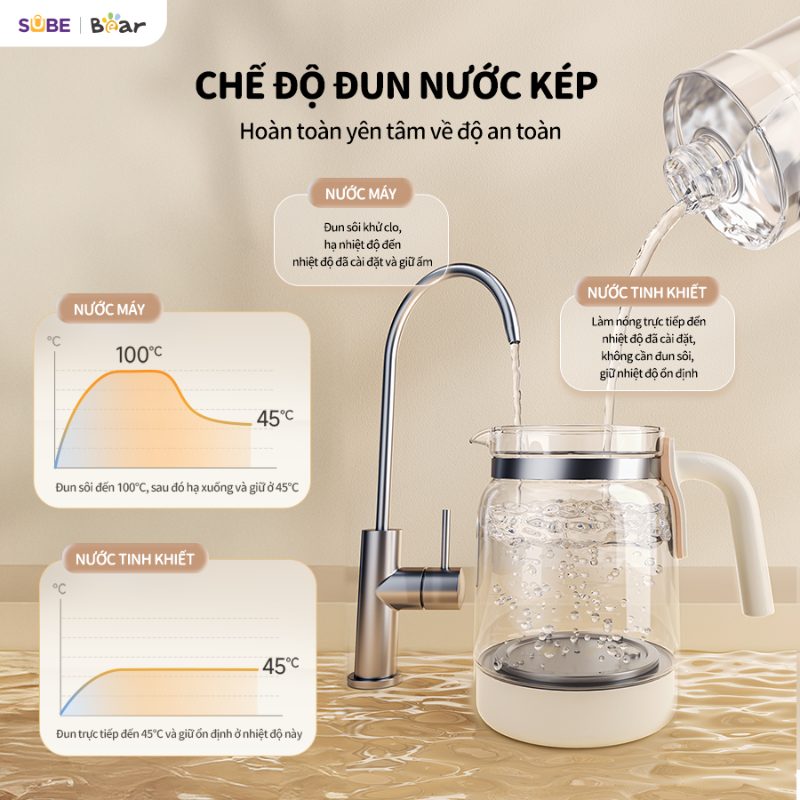 SUBE | Bear
CHẾ ĐỘ ĐUN NƯỚC KÉP
Hoàn toàn yên tâm về độ an toàn
NƯỚC MÁY
Đun sôi khử clo,
hạ nhiệt độ đến
nhiệt độ đã cài đặt và giữ ấm
NƯỚC TINH KHIẾT
Làm nóng trực tiếp đến
nhiệt độ đã cài đặt,
không cần đun sôi,
giữ nhiệt độ ổn định
NƯỚC MÁY
°C
100°C
45°C
Đun sôi đến 100°C, sau đó hạ xuống và giữ ở 45°C
NƯỚC TINH KHIẾT
°C
45°C
Đun trực tiếp đến 45°C và giữ ổn định ở nhiệt độ này